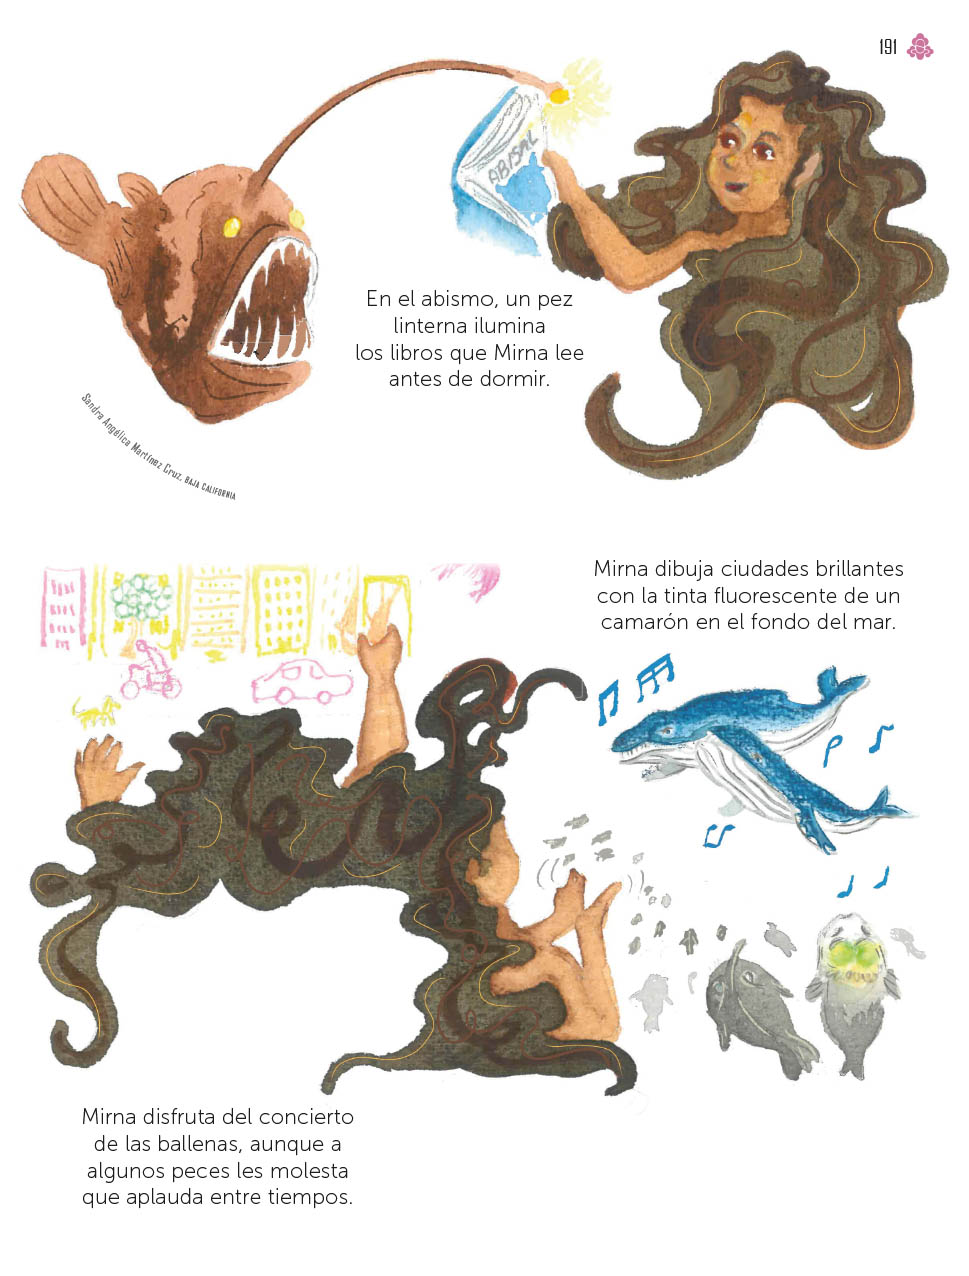 191
ABISAL
En el abismo, un pez
linterna ilumina
los libros que Mirna lee
antes de dormir.
Sandra Angélica Martínez Cruz, BAJA CALIFORNIA
Mirna dibuja ciudades brillantes
con la tinta fluorescente de un
camarón en el fondo del mar.
Mirna disfruta del concierto
de las ballenas, aunque a
algunos peces les molesta
que aplauda entre tiempos.